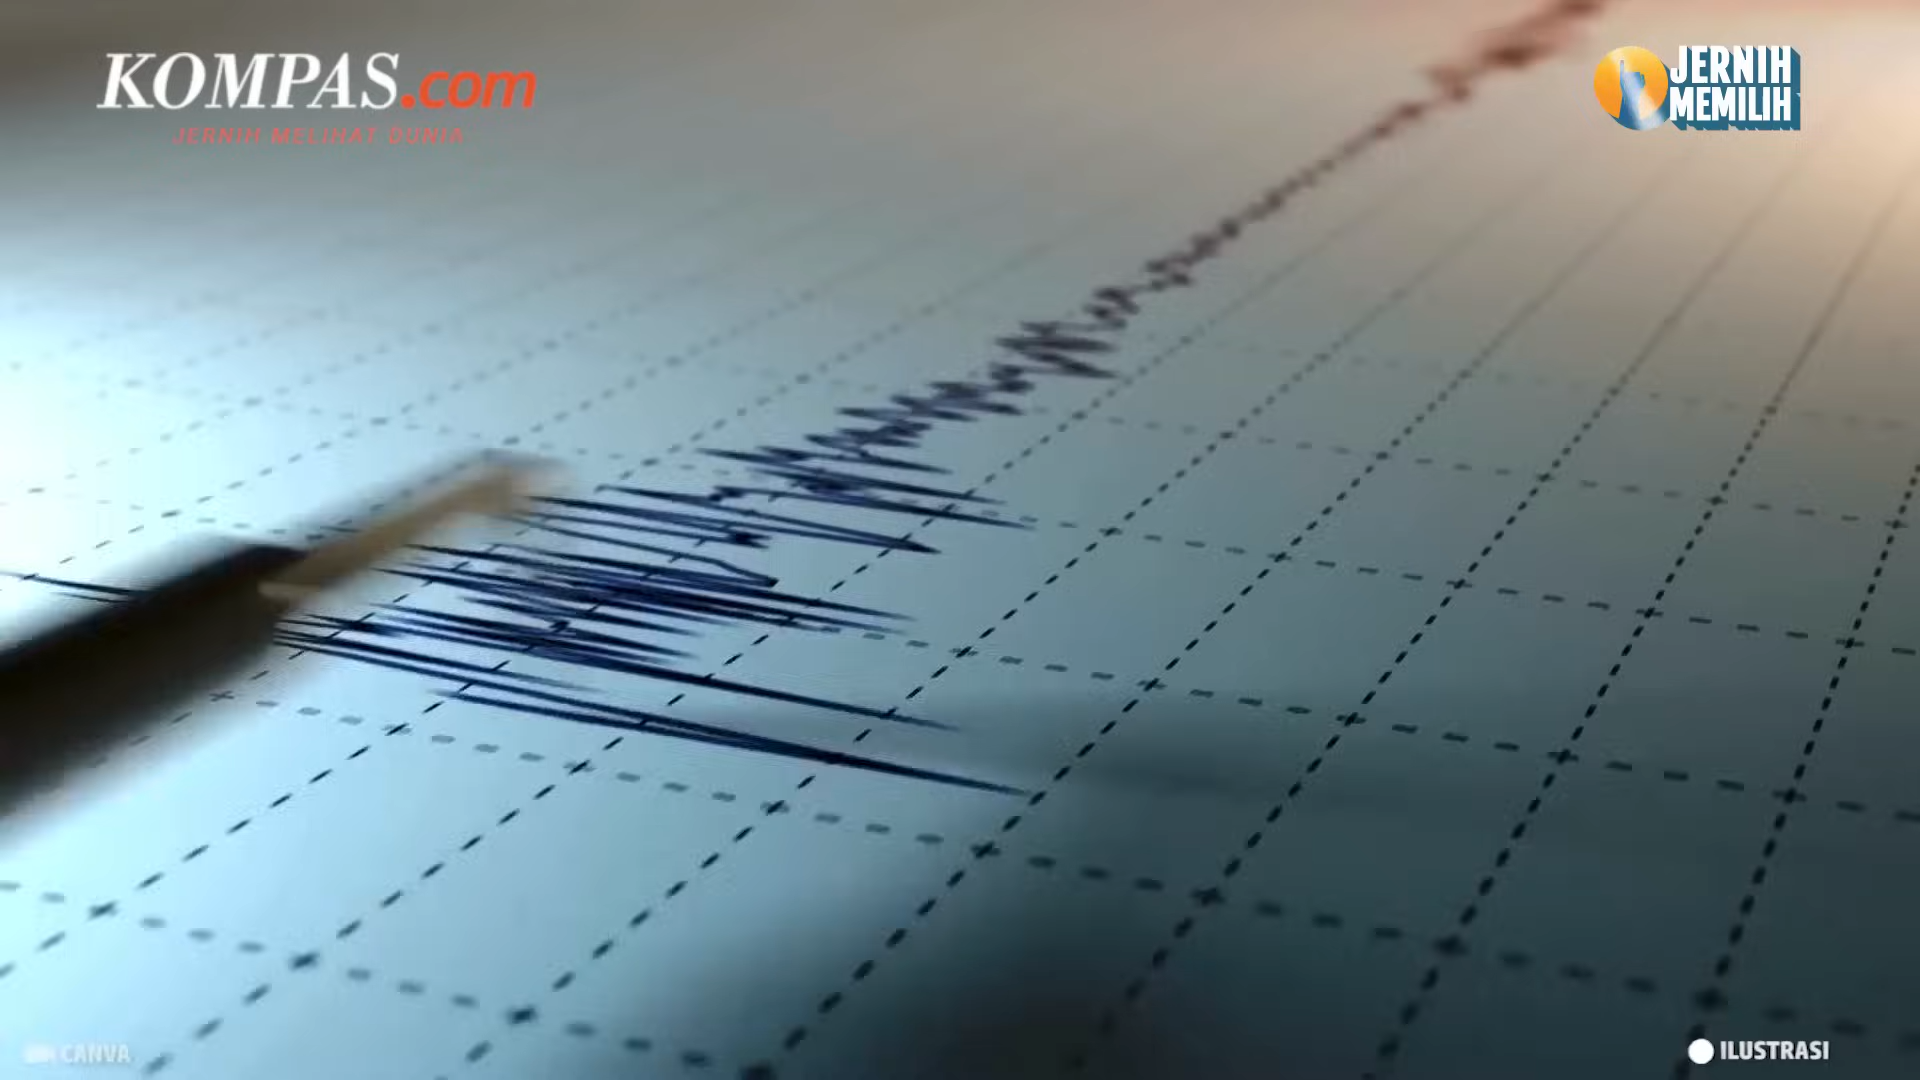 KOMPAS.com
JERNIH MELIHAT DUNIA
JERNIH
MEMILIH
CANVA
ILUSTRASI